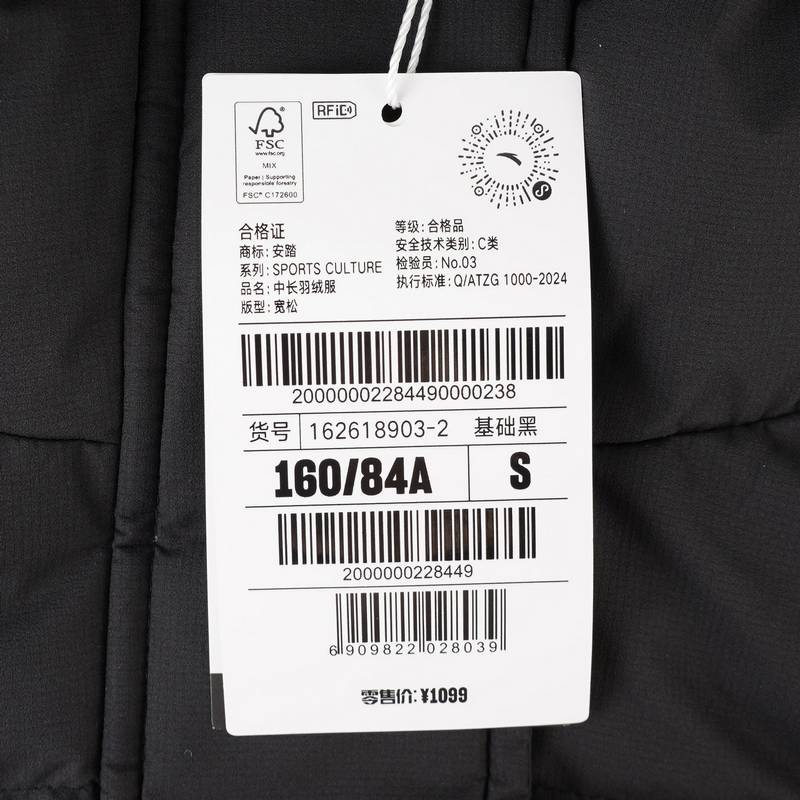 RFID
FSC
www.fsc.org
MIX
Paper | Supporting
responsible forestry
FSC® C172600
合格证
商标: 安踏
系列: SPORTS CULTURE
品名: 中长羽绒服
版型: 宽松
等级: 合格品
安全技术类别: C类
检验员: No.03
执行标准: Q/ATZG 1000-2024
20000002284490000238
货号 162618903-2 基础黑
160/84A S
2000000228449
6 909822 028039
零售价: ¥1099